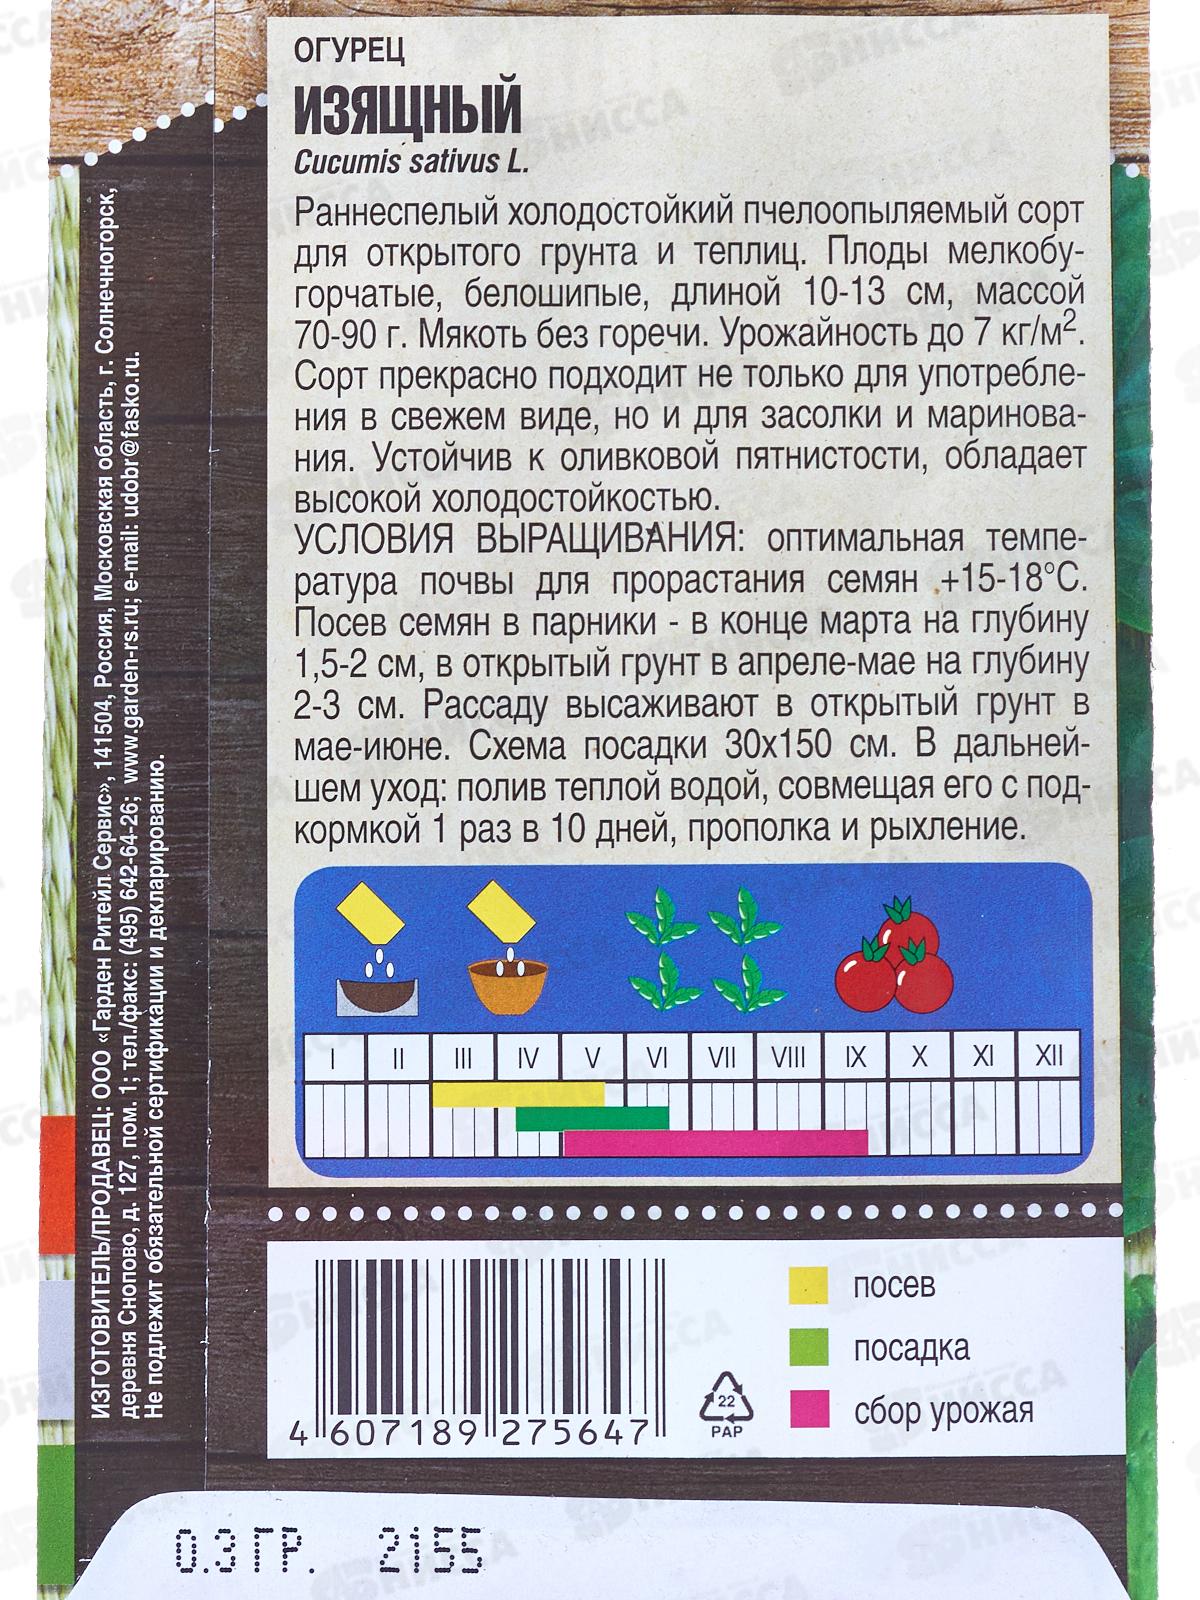 ОГУРЕЦ
ИЗЯЩНЫЙ
Cucumis sativus L.
Раннеспелый холодостойкий пчелоопыляемый сорт
для открытого грунта и теплиц. Плоды мелкобу-
горчатые, белошипые, длиной 10-13 см, массой
70-90 г. Мякоть без горечи. Урожайность до 7 кг/м².
Сорт прекрасно подходит не только для употребле-
ния в свежем виде, но и для засолки и маринова-
ния. Устойчив к оливковой пятнистости, обладает
высокой холодостойкостью.
УСЛОВИЯ ВЫРАЩИВАНИЯ: оптимальная темпе-
ратура почвы для прорастания семян +15-18°С.
Посев семян в парники - в конце марта на глубину
1,5-2 см, в открытый грунт в апреле-мае на глубину
2-3 см. Рассаду высаживают в открытый грунт в
мае-июне. Схема посадки 30х150 см. В дальней-
шем уход: полив теплой водой, совмещая его с под-
кормкой 1 раз в 10 дней, прополка и рыхление.
I II III IV V VI VII VIII IX X XI XII
посев
посадка
сбор урожая
4 607189 275647
22
PAP
0.3 ГР. 2155
ИЗГОТОВИТЕЛЬ/ПРОДАВЕЦ: ООО «Гарден Ритейл Сервис», 141504, Россия, Московская область, г. Солнечногорск,
деревня Снопово, д. 127, пом. 1; тел./факс: (495) 642-64-26; www.garden-rs.ru; e-mail: udobr@fasko.ru.
Не подлежит обязательной сертификации и декларированию.